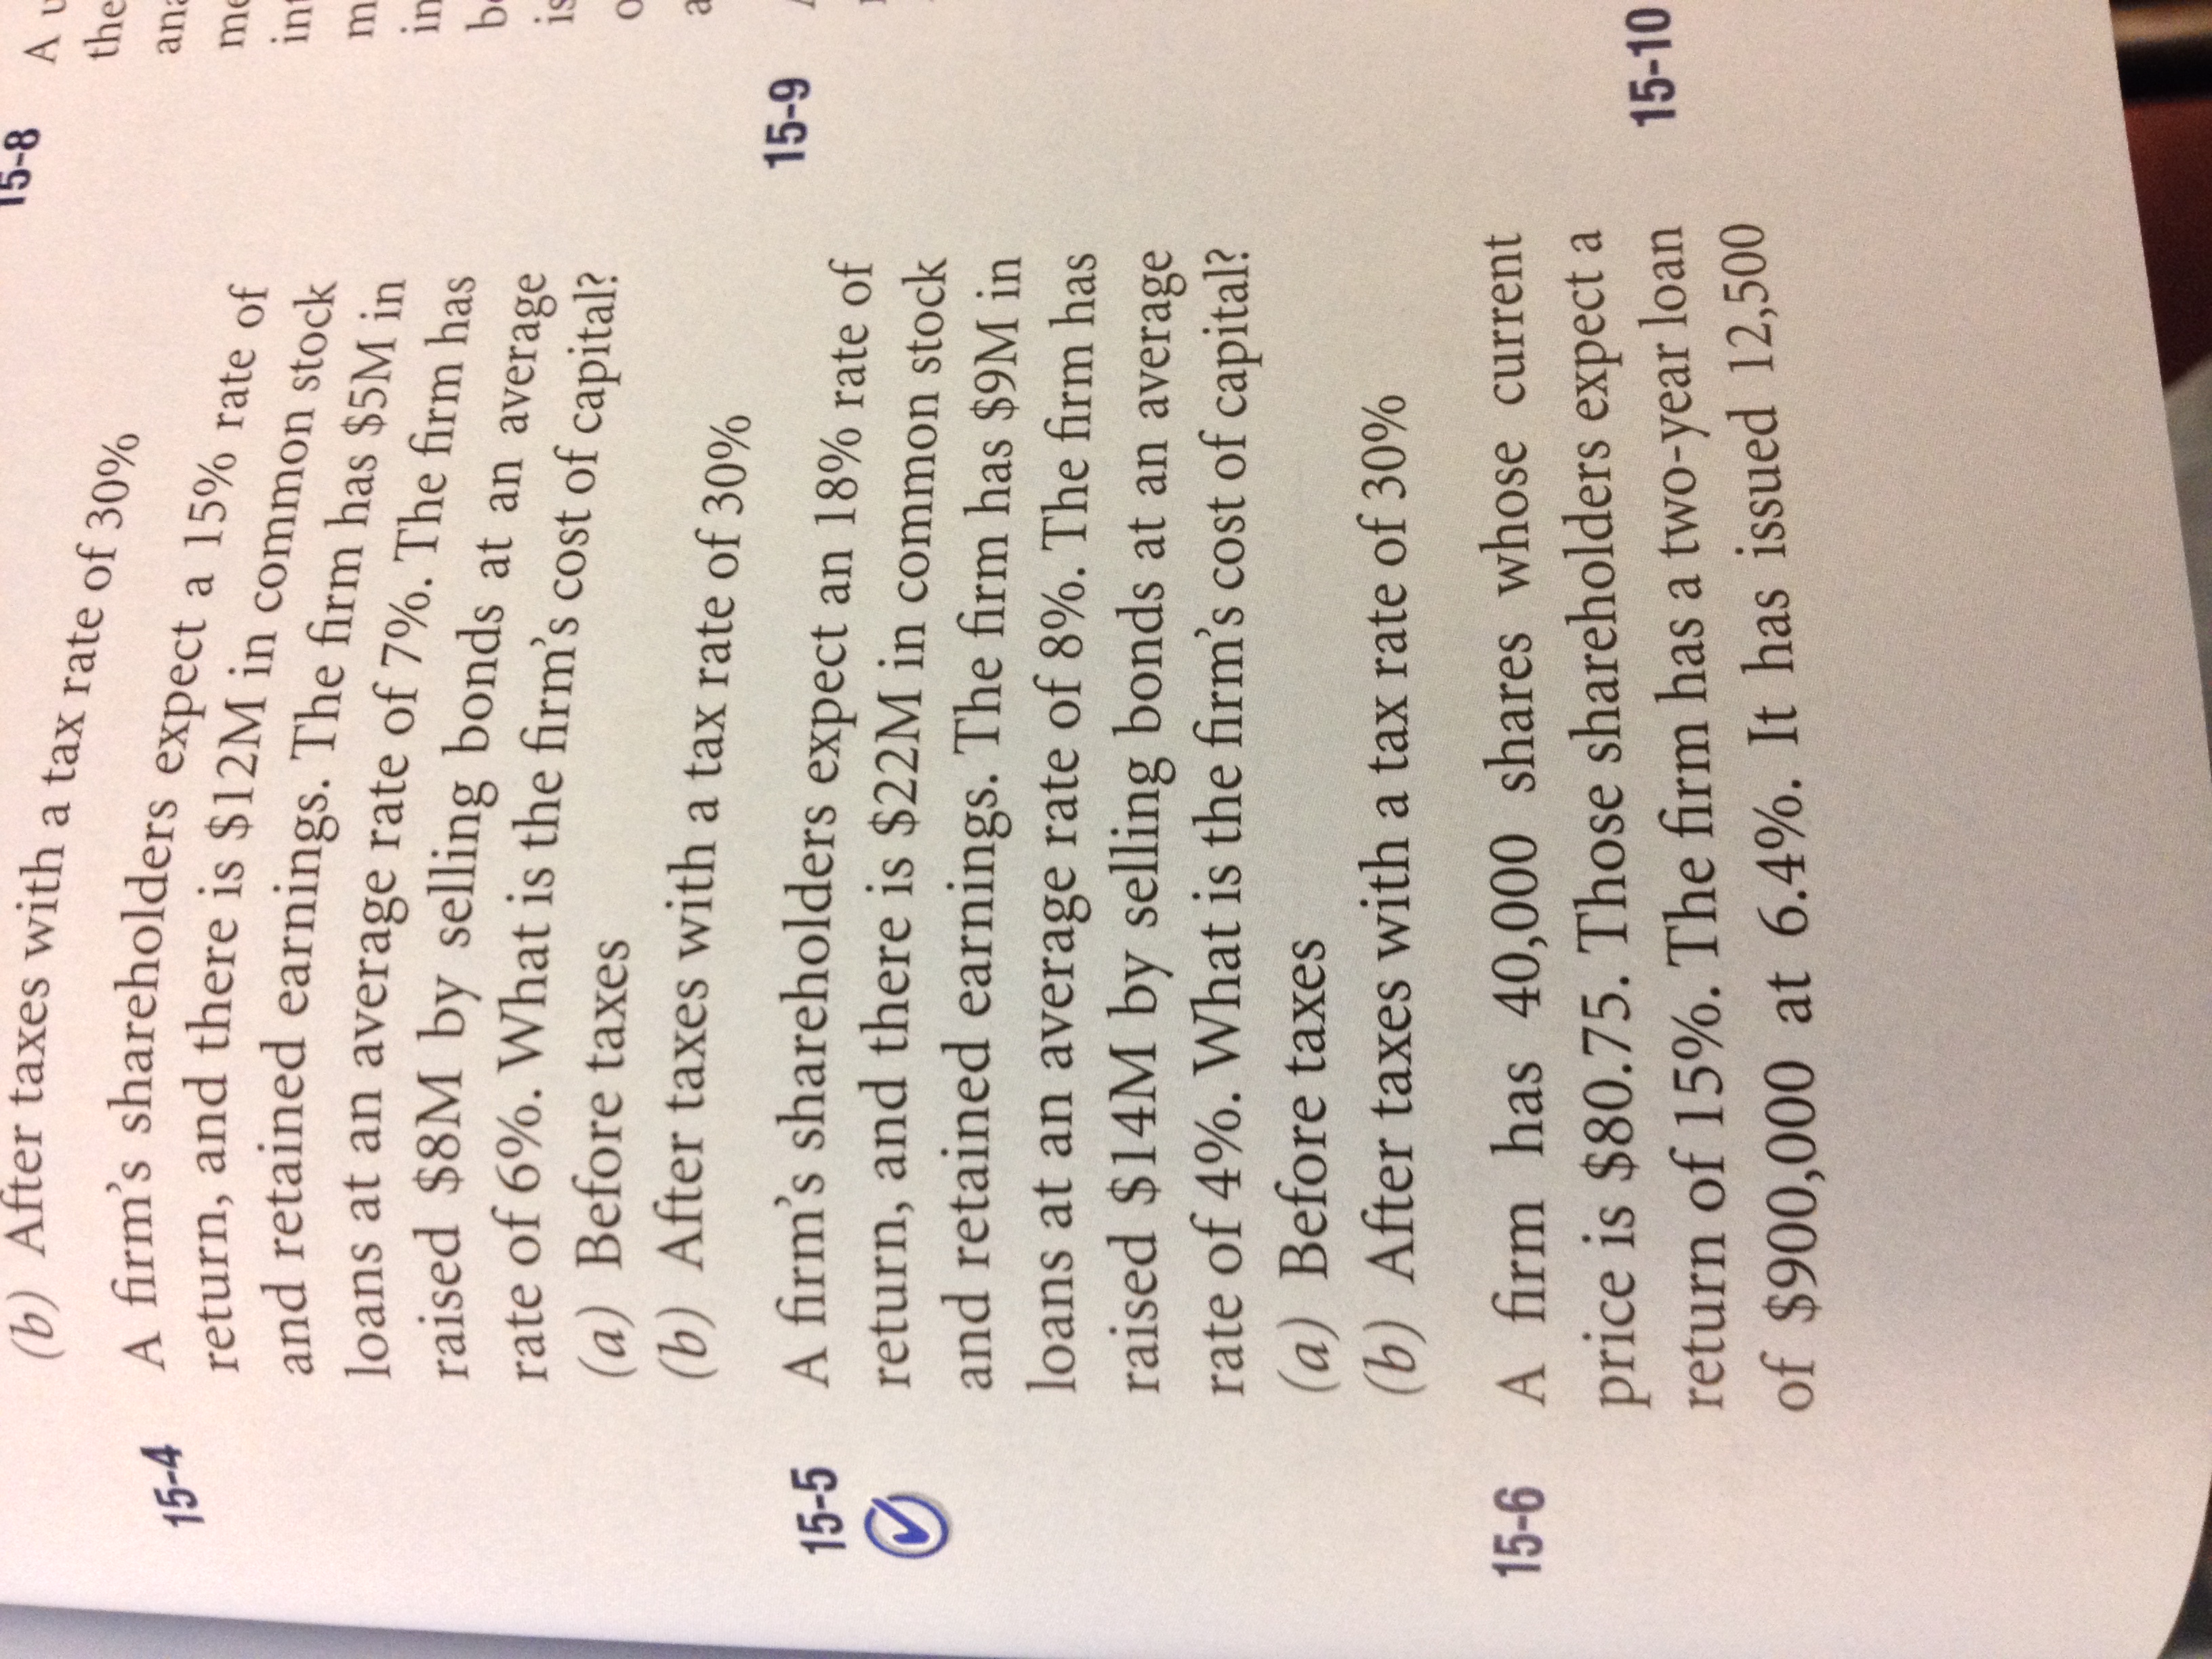 (b) After taxes with a tax rate of 30%
15-4 A firm's shareholders expect a 15% rate of
return, and there is $12M in common stock
and retained earnings. The firm has $5M in
loans at an average rate of 7%. The firm has
raised $8M by selling bonds at an average
rate of 6%. What is the firm's cost of capital?
(a) Before taxes
(b) After taxes with a tax rate of 30%
15-5 A firm's shareholders expect an 18% rate of
return, and there is $22M in common stock
and retained earnings. The firm has $9M in
loans at an average rate of 8%. The firm has
raised $14M by selling bonds at an average
rate of 4%. What is the firm's cost of capital?
(a) Before taxes
(b) After taxes with a tax rate of 30%
15-6 A firm has 40,000 shares whose current
price is $80.75. Those shareholders expect a
return of 15%. The firm has a two-year loan
of $900,000 at 6.4%. It has issued 12,500
15-8 A
the
15-9
15-10